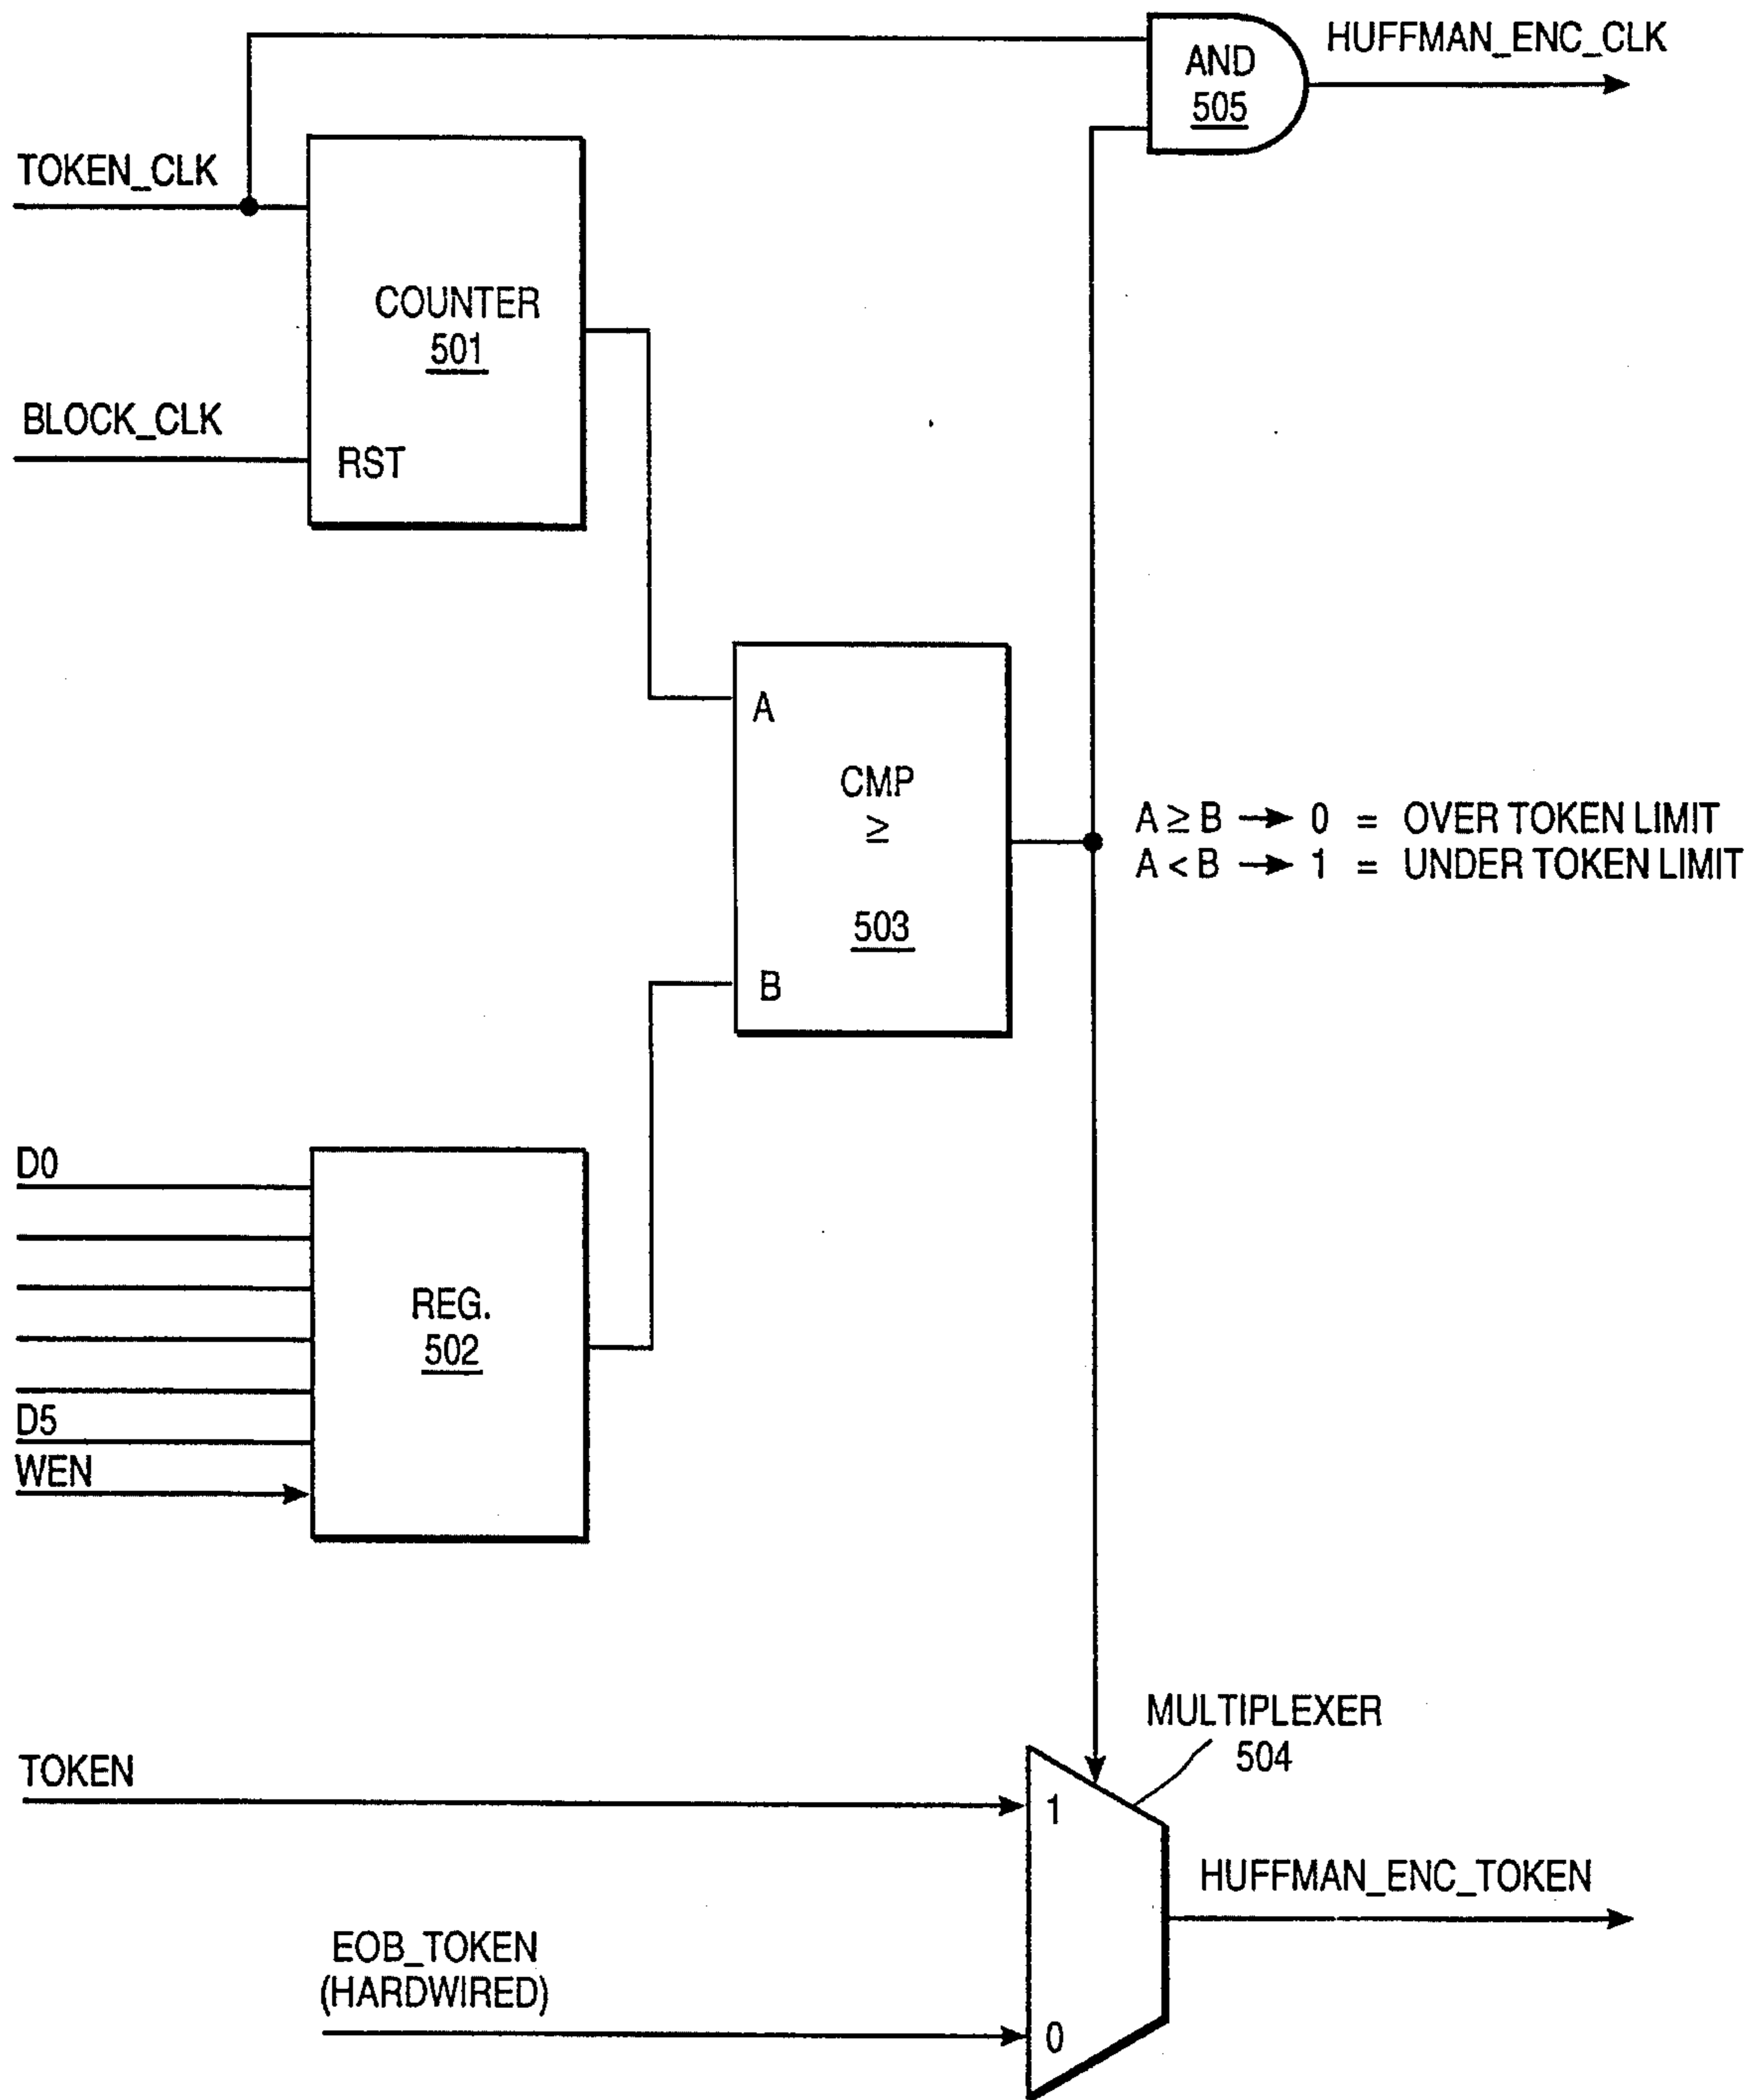 HUFFMAN_ENC_CLK
AND
505
TOKEN_CLK
COUNTER
501
BLOCK_CLK
RST
A
CMP
≥
503
B
A ≥ B → 0 = OVER TOKEN LIMIT
A < B → 1 = UNDER TOKEN LIMIT
D0
REG.
502
D5
WEN
MULTIPLEXER
504
TOKEN
1
HUFFMAN_ENC_TOKEN
EOB_TOKEN
(HARDWIRED)
0